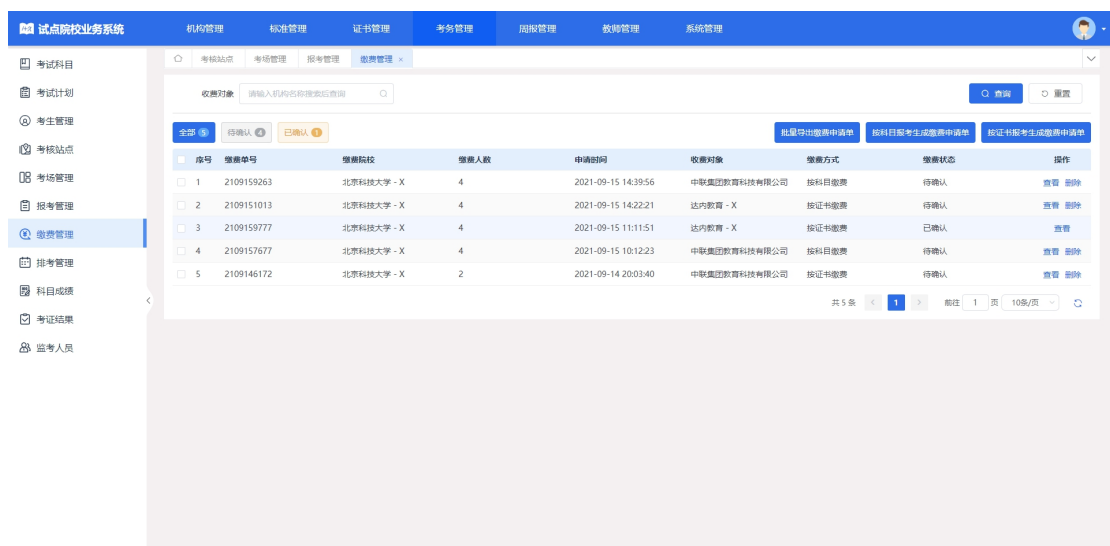 试点院校业务系统 机构管理 标准管理 证书管理 考务管理 周报管理 教师管理 系统管理
考核站点 考场管理 报考管理 缴费管理 ×
考试科目
考试计划
考生管理
考核站点
考场管理
报考管理
缴费管理
排考管理
科目成绩
考证结果
监考人员
收费对象 请输入机构名称搜索后查询 查询 重置
全部 5 待确认 4 已确认 1 批量导出缴费申请单 按科目报考生成缴费申请单 按证书报考生成缴费申请单
序号 缴费单号 缴费院校 缴费人数 申请时间 收费对象 缴费方式 缴费状态 操作
1 2109159263 北京科技大学 - X 4 2021-09-15 14:39:56 中联集团教育科技有限公司 按科目缴费 待确认 查看 删除
2 2109151013 北京科技大学 - X 4 2021-09-15 14:22:21 达内教育 - X 按证书缴费 待确认 查看 删除
3 2109159777 北京科技大学 - X 4 2021-09-15 11:11:51 达内教育 - X 按证书缴费 已确认 查看
4 2109157677 北京科技大学 - X 4 2021-09-15 10:12:23 中联集团教育科技有限公司 按科目缴费 待确认 查看 删除
5 2109146172 北京科技大学 - X 2 2021-09-14 20:03:40 中联集团教育科技有限公司 按证书缴费 待确认 查看 删除
共 5 条 < 1 > 前往 1 页 10条/页